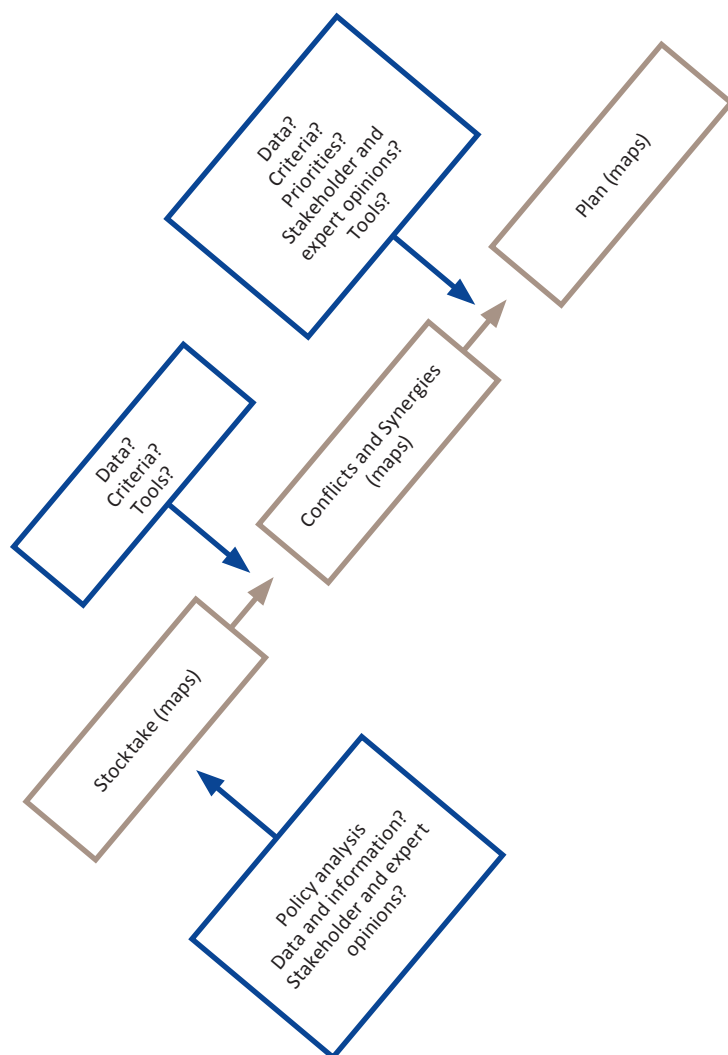 Policy analysis
Data and information?
Stakeholder and expert
opinions?
Stocktake (maps)
Data?
Criteria?
Tools?
Conflicts and Synergies
(maps)
Data?
Criteria?
Priorities?
Stakeholder and
expert opinions?
Tools?
Plan (maps)